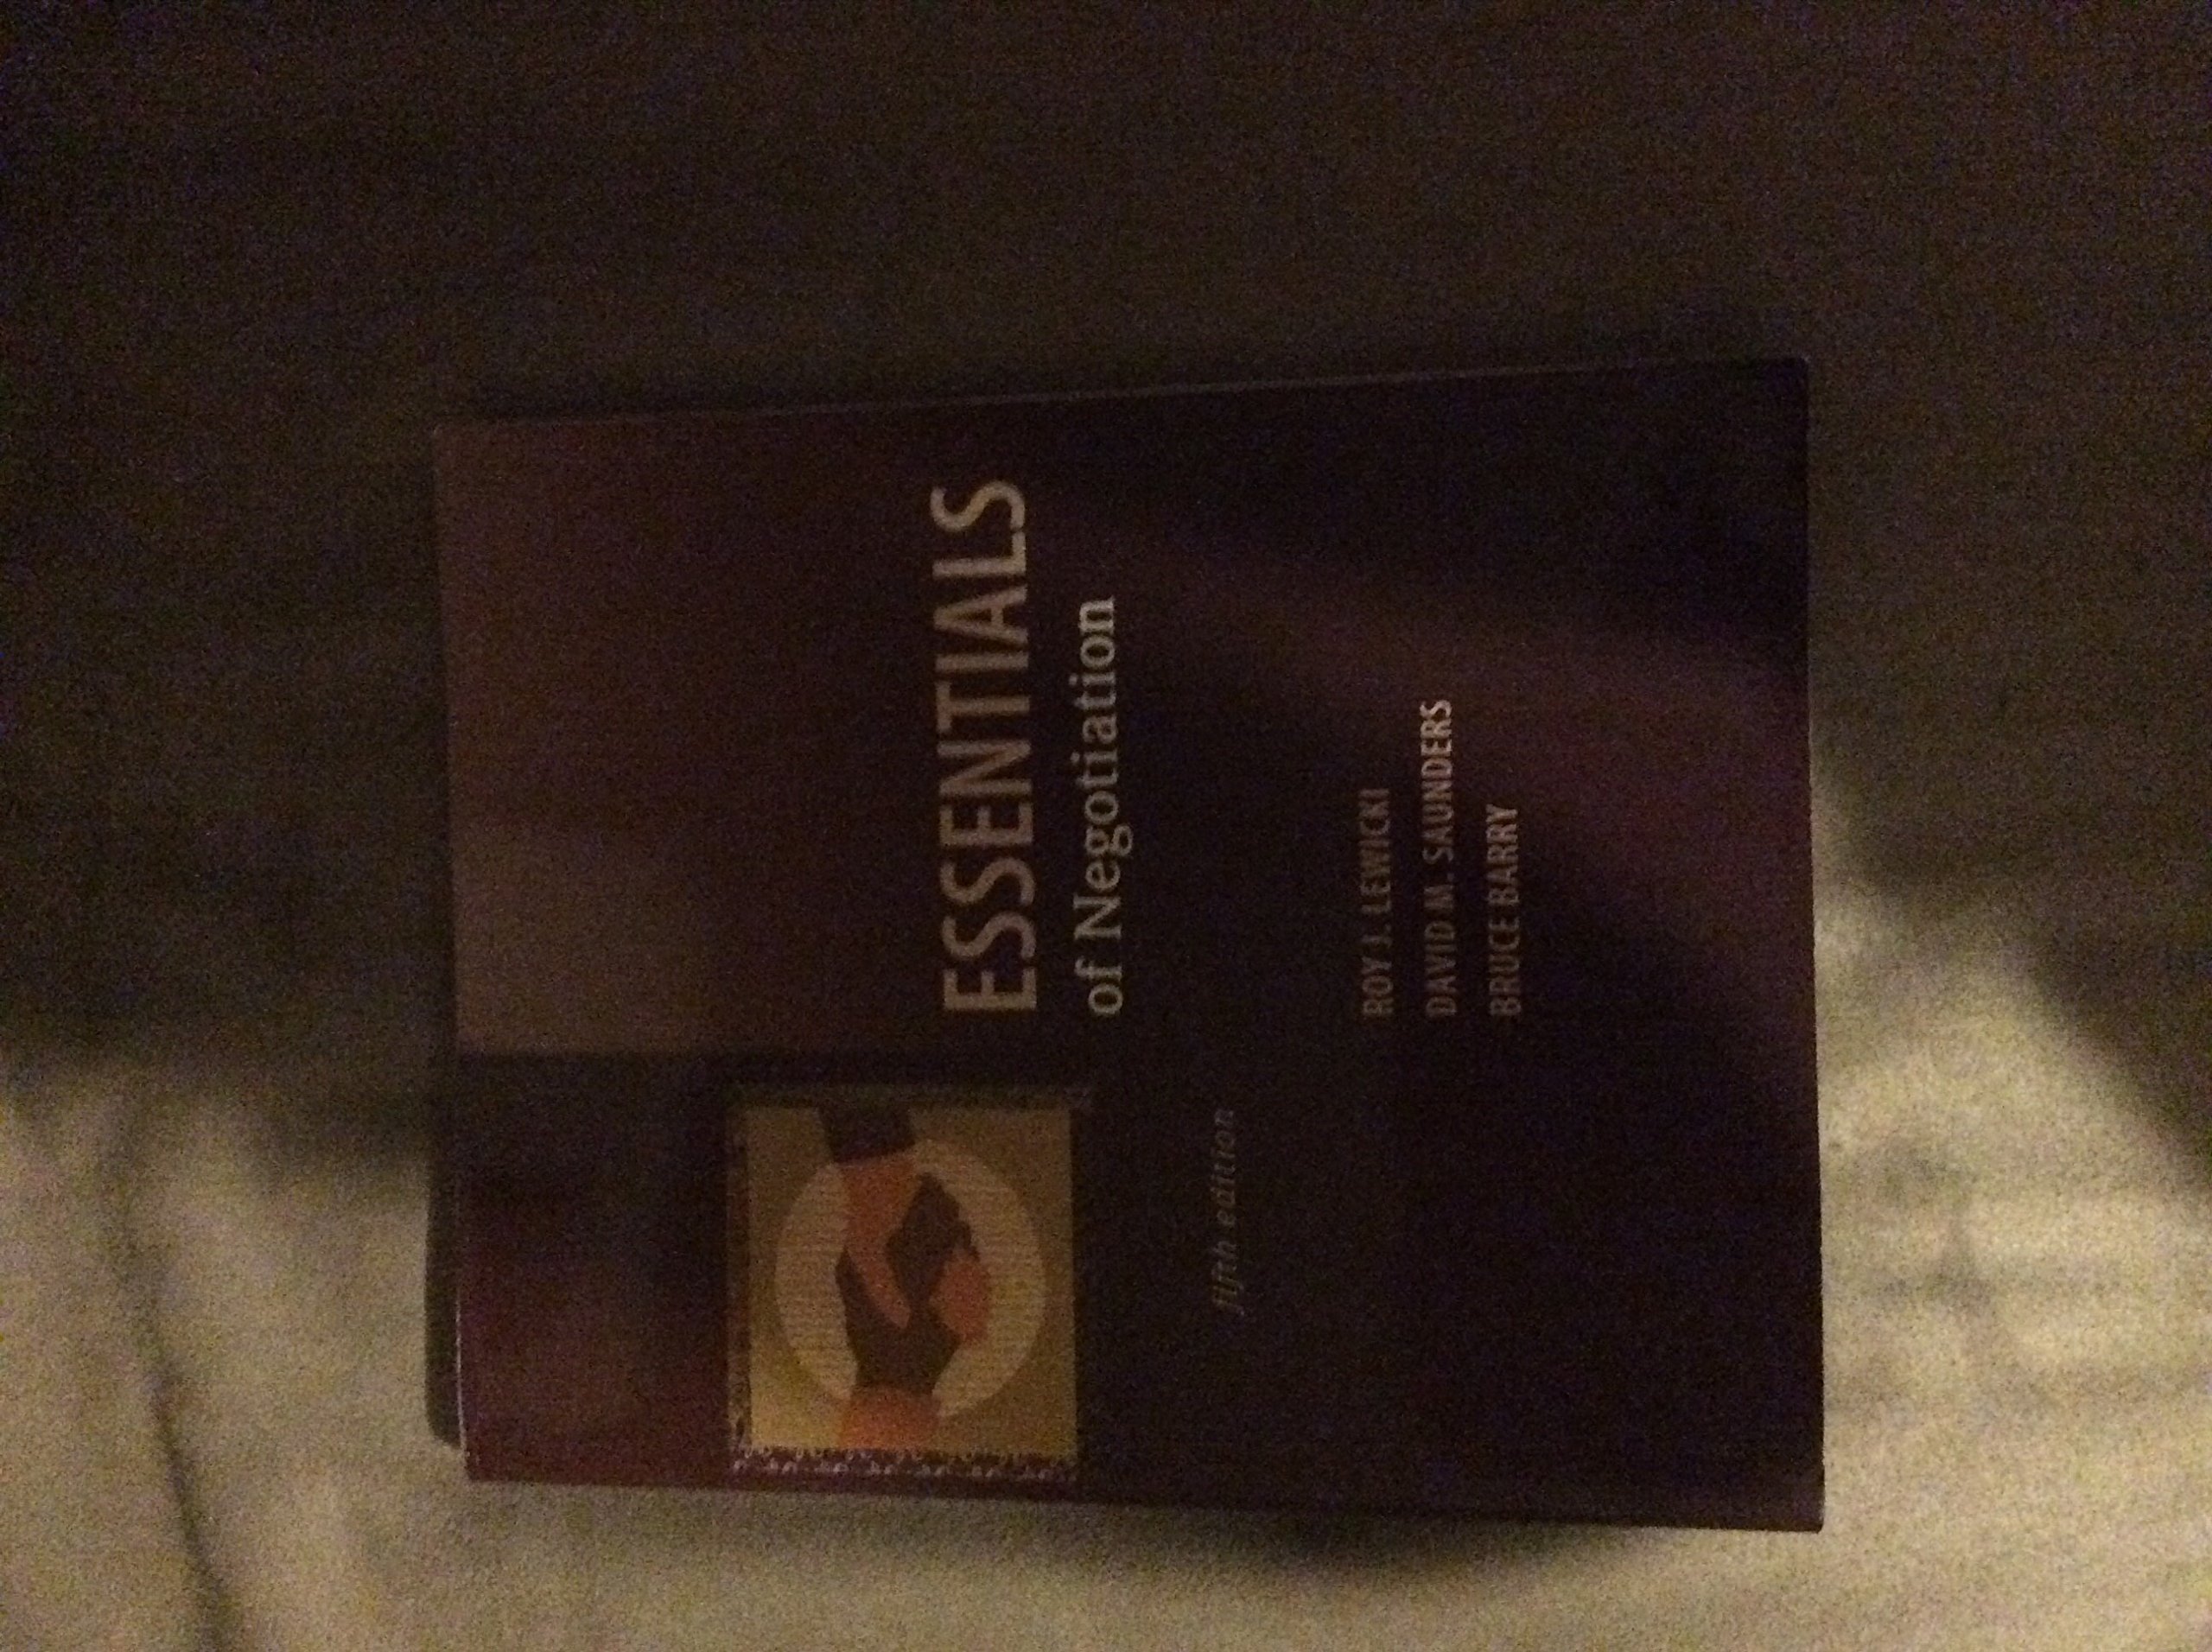 ESSENTIALS
of Negotiation
fifth edition
ROY J. LEWICKI
DAVID M. SAUNDERS
BRUCE BARRY